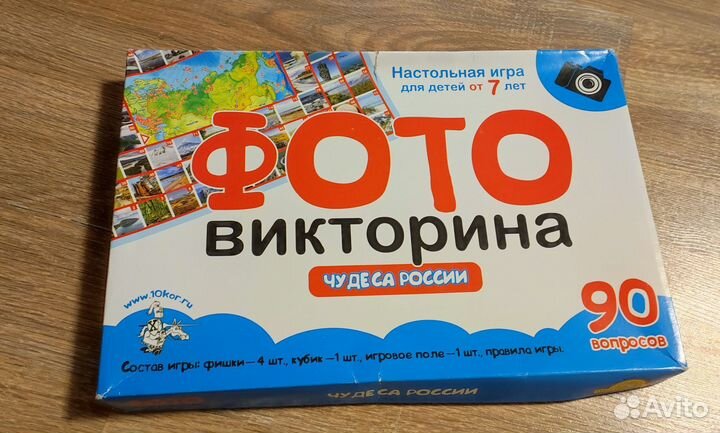 Настольная игра
для детей от 7 лет
ФОТО
ВИКТОРИНА
ЧУДЕСА РОССИИ
www.10kor.ru
90
вопросов
Состав игры: фишки – 4 шт., кубик – 1 шт., игровое поле – 1 шт., правила игры.
ЧУДЕСА РОССИИ
Avito